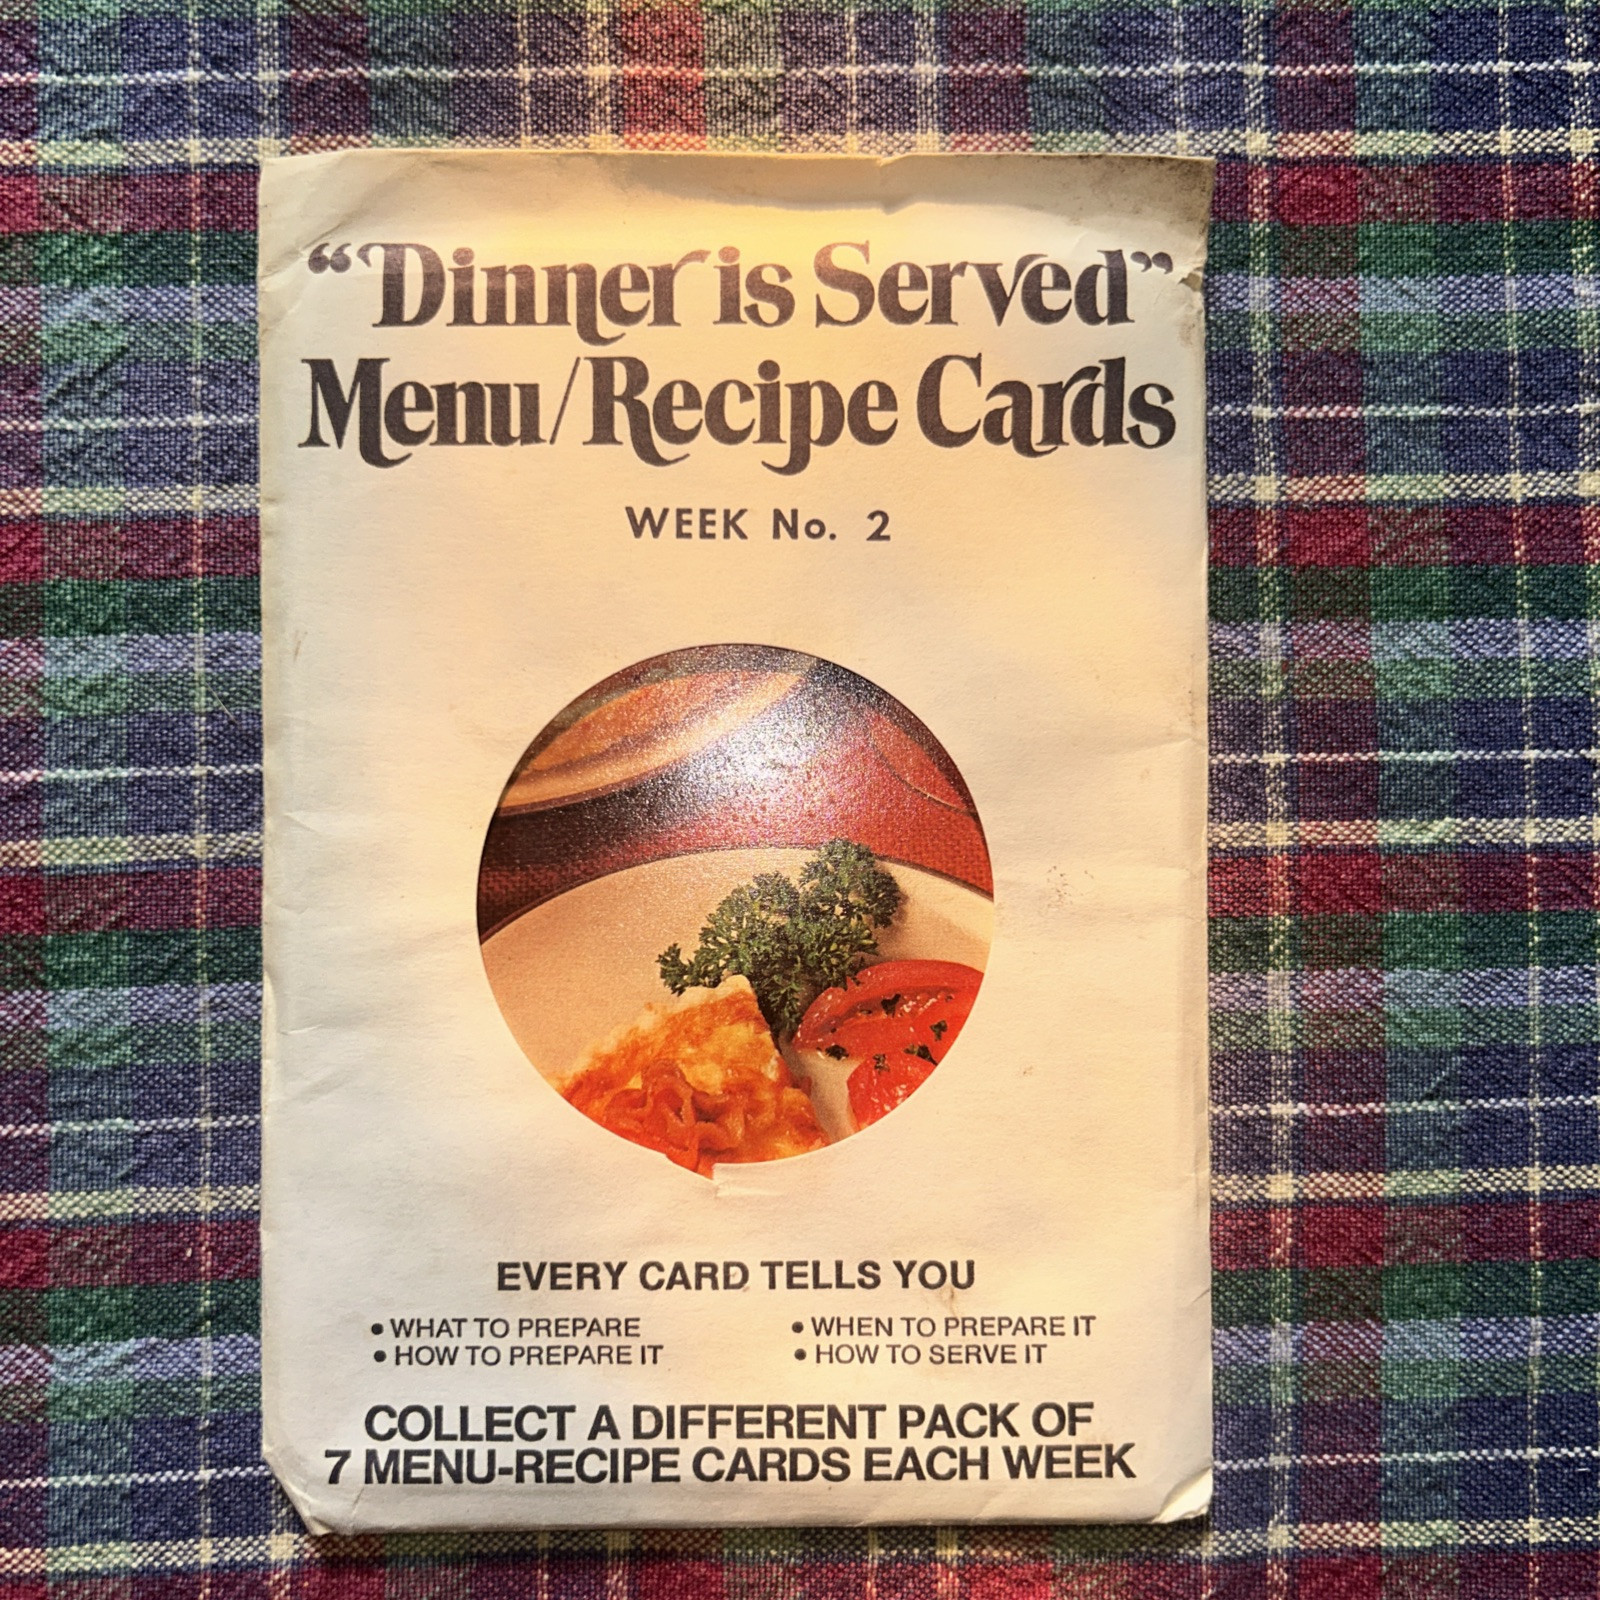 “Dinner is Served”
Menu/Recipe Cards
WEEK No. 2
EVERY CARD TELLS YOU
• WHAT TO PREPARE
• HOW TO PREPARE IT
• WHEN TO PREPARE IT
• HOW TO SERVE IT
COLLECT A DIFFERENT PACK OF
7 MENU-RECIPE CARDS EACH WEEK